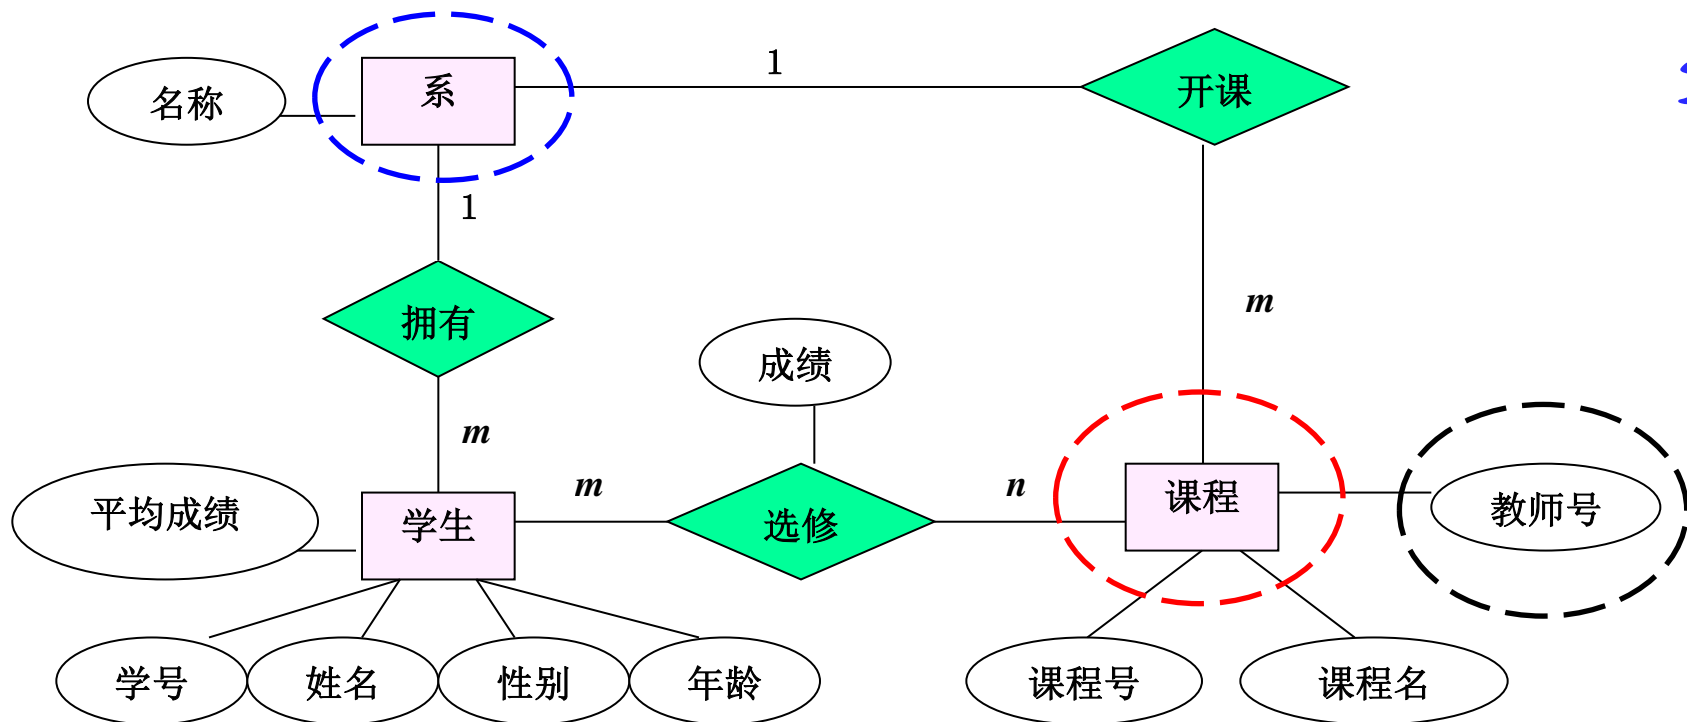 1
系
开课
名称
1
m
拥有
成绩
m
m
n
课程
平均成绩
学生
选修
教师号
学号
姓名
性别
年龄
课程号
课程名